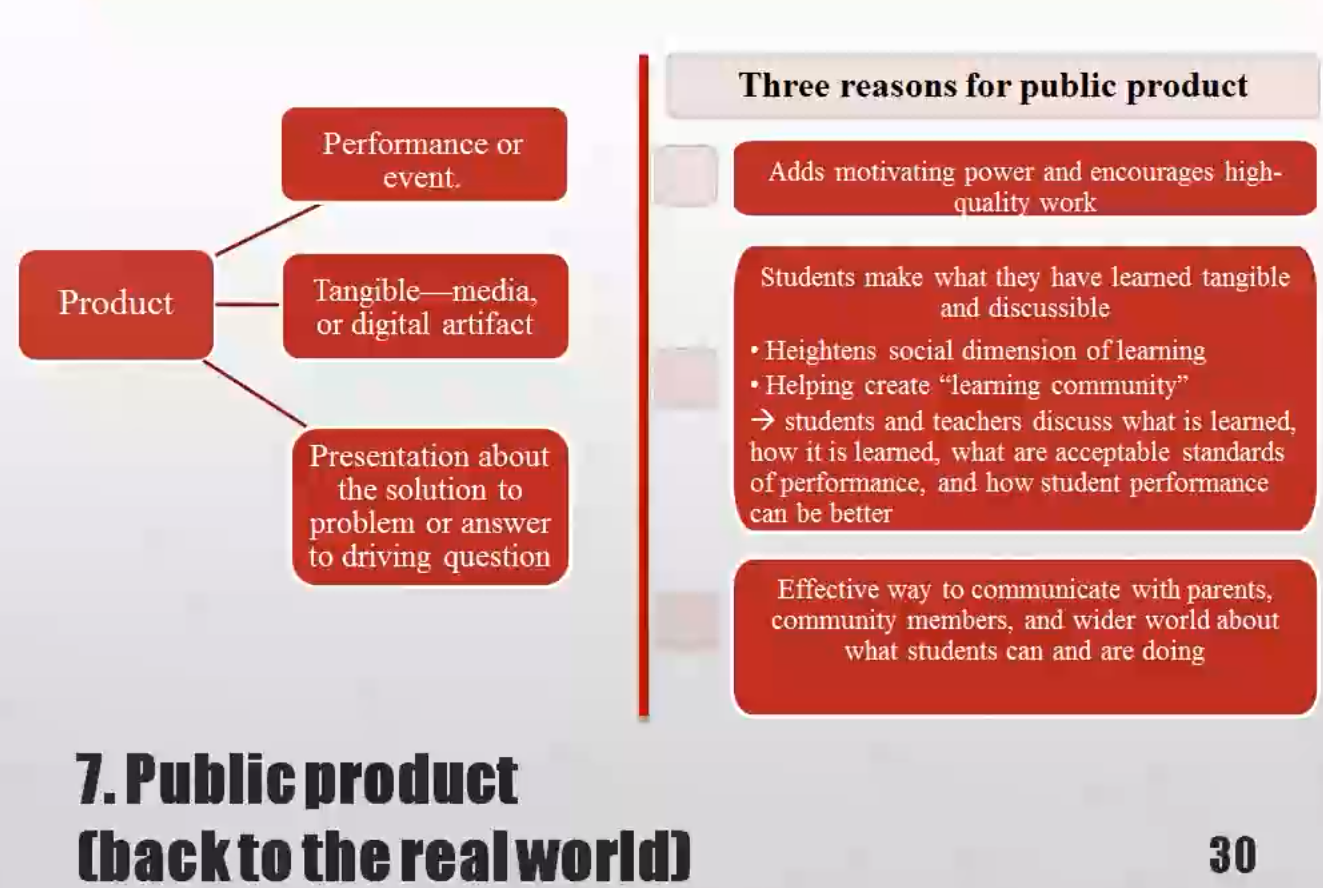 Performance or
event.
Product
Tangible—media,
or digital artifact
Presentation about
the solution to
problem or answer
to driving question
Three reasons for public product
Adds motivating power and encourages high-
quality work
Students make what they have learned tangible
and discussible
• Heightens social dimension of learning
• Helping create “learning community”
→ students and teachers discuss what is learned,
how it is learned, what are acceptable standards
of performance, and how student performance
can be better
Effective way to communicate with parents,
community members, and wider world about
what students can and are doing
7. Public product
(back to the real world)
30